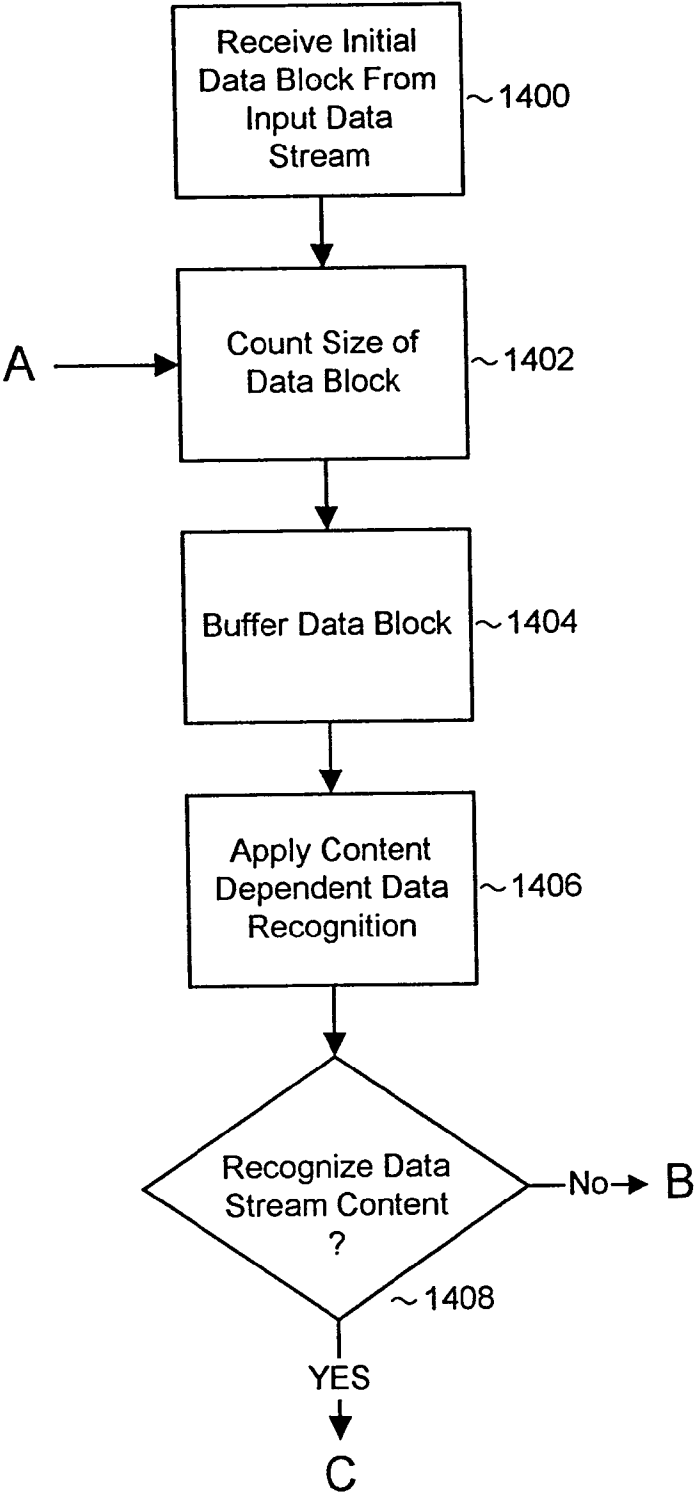 Receive Initial
Data Block From
Input Data
Stream
~1400
A
Count Size of
Data Block
~1402
Buffer Data Block
~1404
Apply Content
Dependent Data
Recognition
~1406
Recognize Data
Stream Content
?
No
B
~1408
YES
C